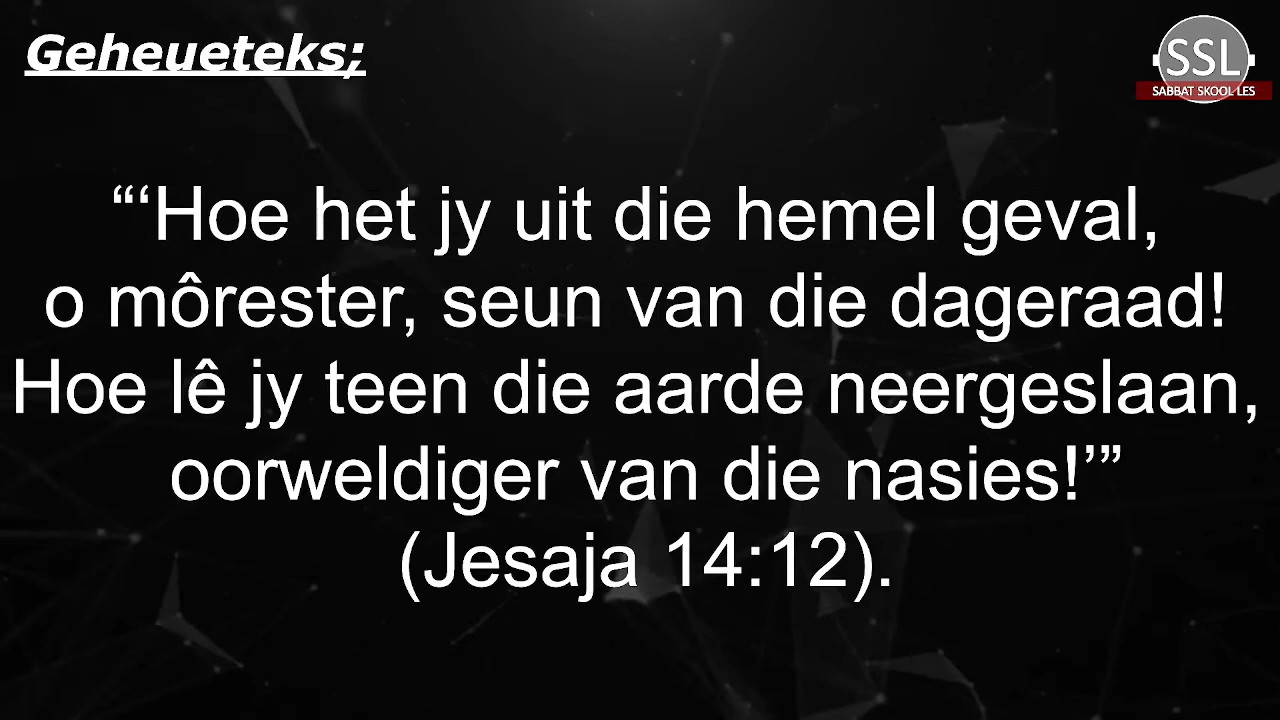 Geheueteks;
SSL
SABBAT SKOOL LES
“‘Hoe het jy uit die hemel geval,
o môrester, seun van die dageraad!
Hoe lê jy teen die aarde neergeslaan,
oorweldiger van die nasies!’”
(Jesaja 14:12).